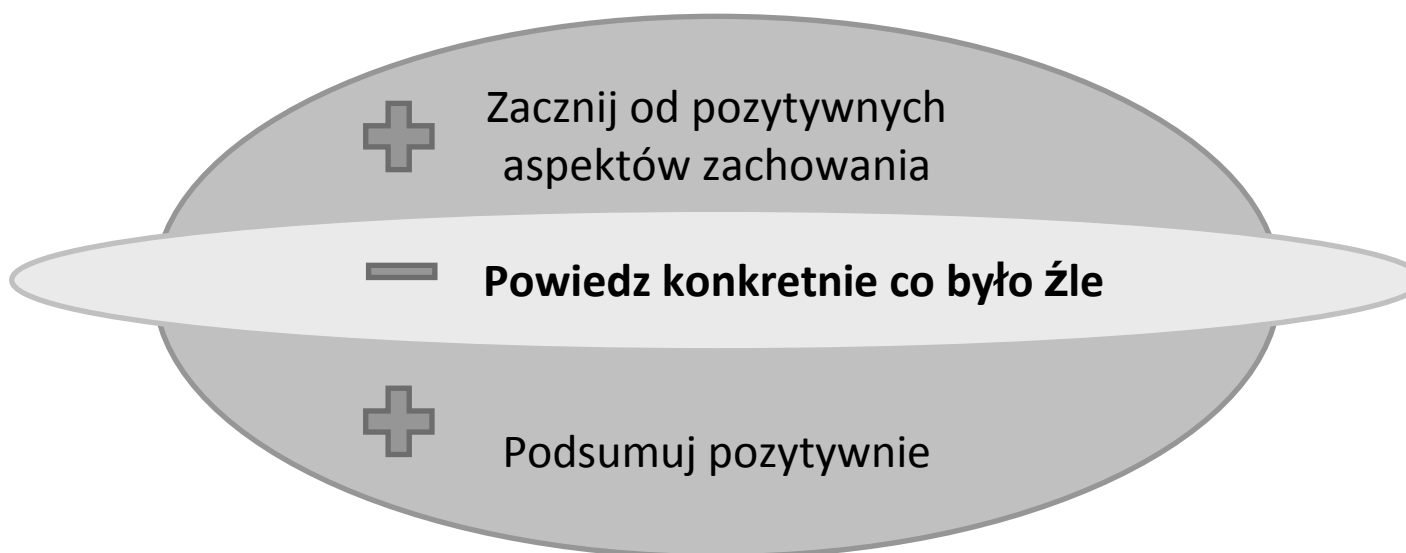 Zacznij od pozytywnych
aspektów zachowania
Powiedz konkretnie co było źle
Podsumuj pozytywnie